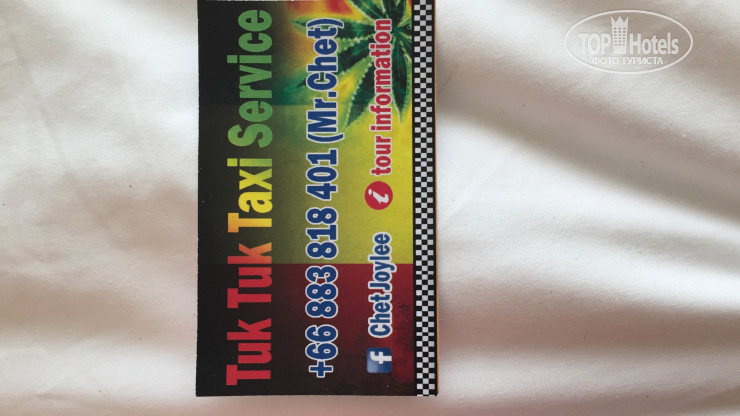 Tuk Tuk Taxi Service
+66 883 818 401 (Mr.Chet)
f ChetJoylee i tour information
TOP Hotels
ФОТО ТУРИСТА